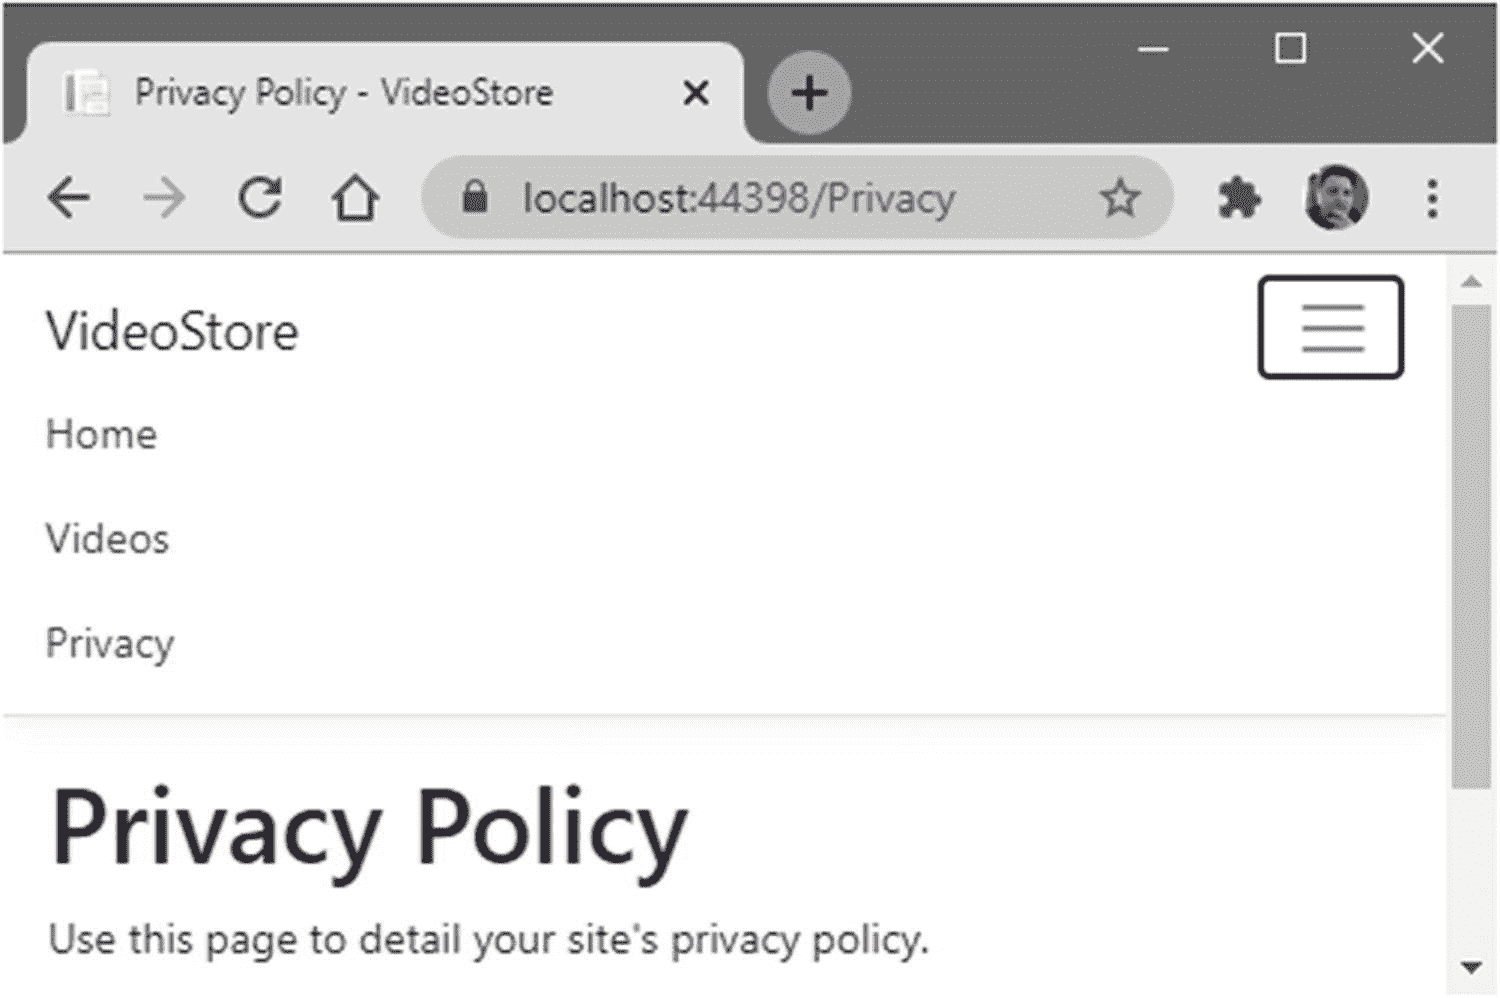 Privacy Policy - VideoStore
localhost:44398/Privacy
VideoStore
Home
Videos
Privacy
Privacy Policy
Use this page to detail your site's privacy policy.